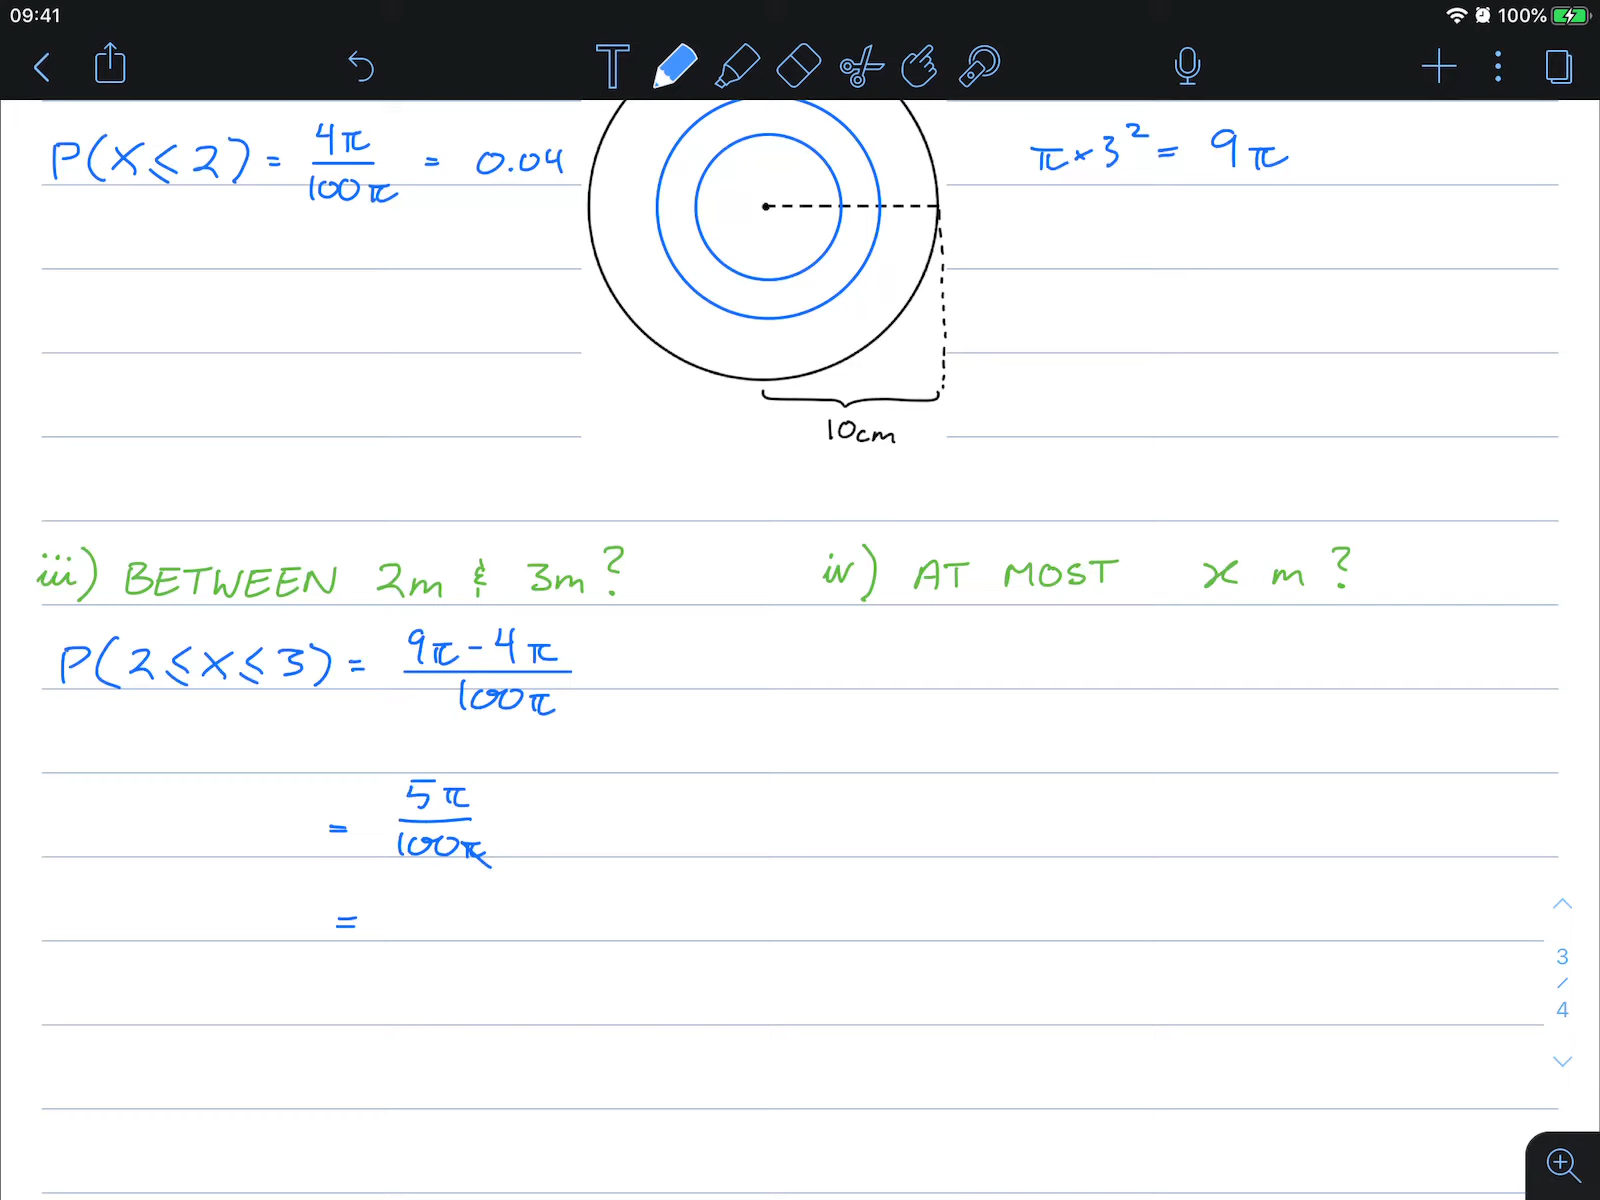 09:41 100%
P(X≤2) = 4π/100π = 0.04
π×3² = 9π
10cm
iii) BETWEEN 2m & 3m?
iv) AT MOST x m?
P(2≤X≤3) = 9π-4π/100π
= 5π/100π
=
3/4